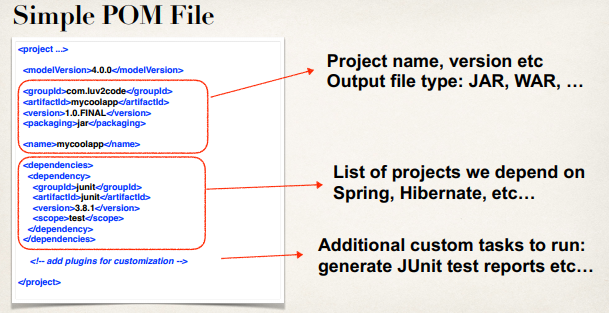 Simple POM File
<project ...>
<modelVersion>4.0.0</modelVersion>
<groupId>com.luv2code</groupId>
<artifactId>mycoolapp</artifactId>
<version>1.0.FINAL</version>
<packaging>jar</packaging>
<name>mycoolapp</name>
<dependencies>
<dependency>
<groupId>junit</groupId>
<artifactId>junit</artifactId>
<version>3.8.1</version>
<scope>test</scope>
</dependency>
</dependencies>
<!-- add plugins for customization -->
</project>
Project name, version etc
Output file type: JAR, WAR, …
List of projects we depend on
Spring, Hibernate, etc…
Additional custom tasks to run:
generate JUnit test reports etc…